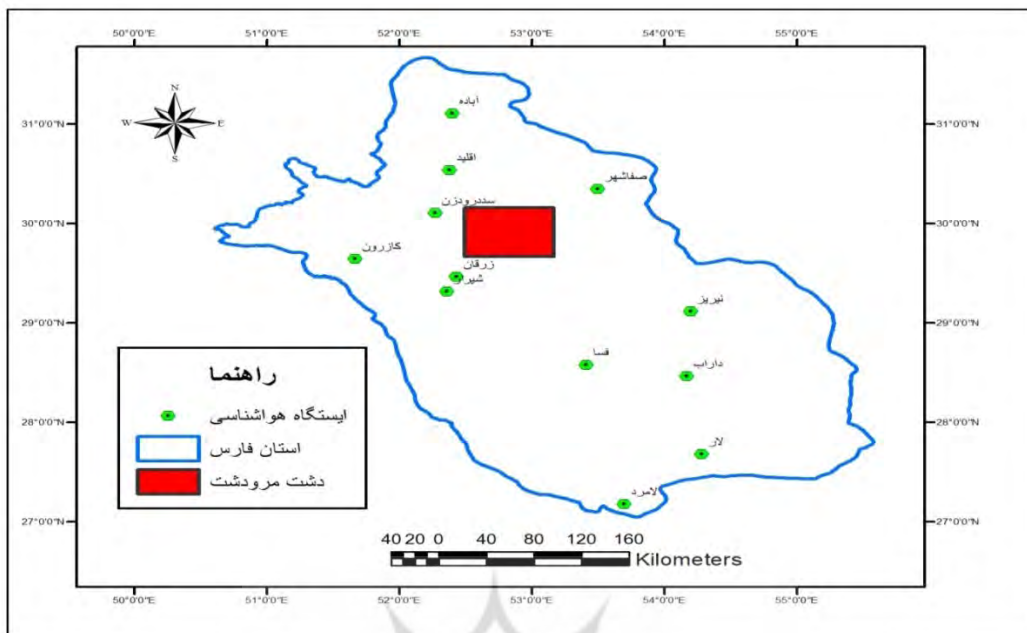 50°0'0"E 51°0'0"E 52°0'0"E 53°0'0"E 54°0'0"E 55°0'0"E
N
W E
S
31°0'0"N 31°0'0"N
30°0'0"N 30°0'0"N
29°0'0"N 29°0'0"N
28°0'0"N 28°0'0"N
27°0'0"N 27°0'0"N
آباده
اقلید
صفاشهر
سددرودزن
کازرون
زرقان
شیراز
نیریز
فسا
داراب
لار
لامرد
راهنما
ایستگاه هواشناسی
استان فارس
دشت مرودشت
40 20 0 40 80 120 160
Kilometers
50°0'0"E 51°0'0"E 52°0'0"E 53°0'0"E 54°0'0"E 55°0'0"E